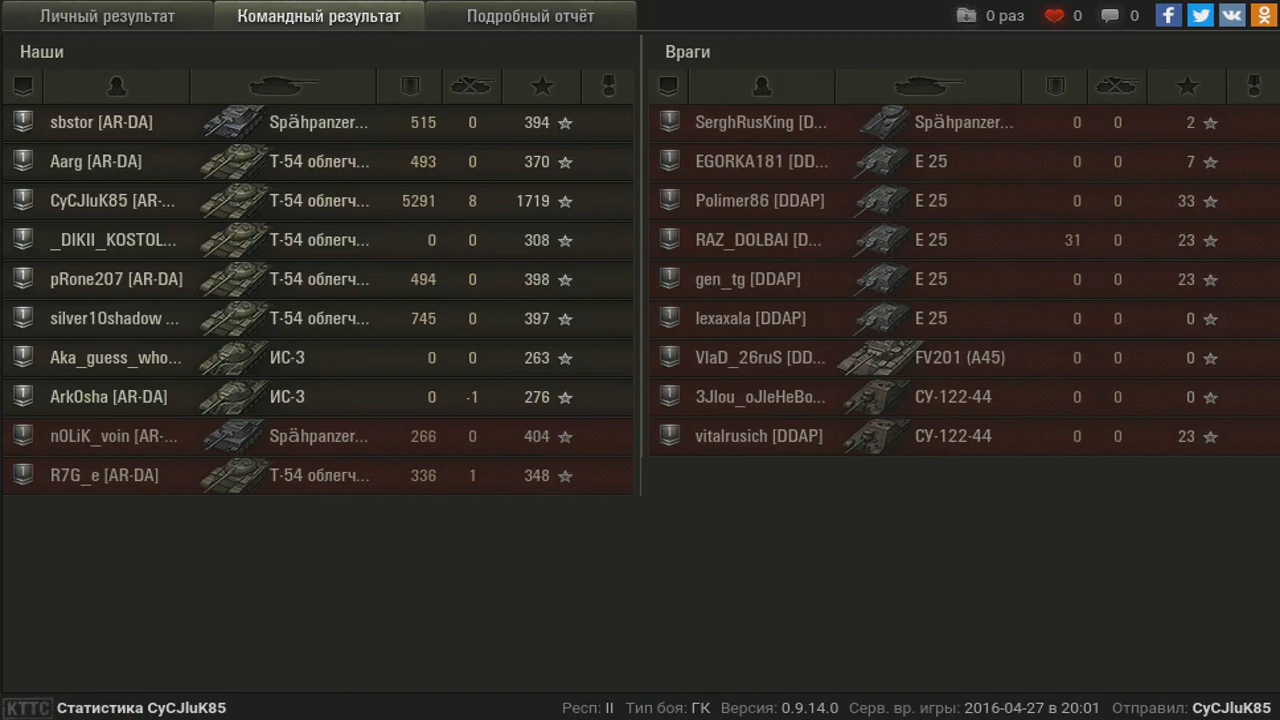 Личный результат Командный результат Подробный отчёт 0 раз 0 0
Наши
sbstor [AR-DA] Spähpanzer... 515 0 394
Aarg [AR-DA] Т-54 облегч... 493 0 370
CyCJluK85 [AR-... Т-54 облегч... 5291 8 1719
_DIKII_KOSTOL... Т-54 облегч... 0 0 308
pRone207 [AR-DA] Т-54 облегч... 494 0 398
silver10shadow ... Т-54 облегч... 745 0 397
Aka_guess_who... ИС-3 0 0 263
Ark0sha [AR-DA] ИС-3 0 -1 276
n0LiK_voin [AR-... Spähpanzer... 266 0 404
R7G_e [AR-DA] Т-54 облегч... 336 1 348
Враги
SerghRusKing [D... Spähpanzer... 0 0 2
EGORKA181 [DD... E 25 0 0 7
Polimer86 [DDAP] E 25 0 0 33
RAZ_DOLBAI [D... E 25 31 0 23
gen_tg [DDAP] E 25 0 0 23
lexaxala [DDAP] E 25 0 0 0
VlaD_26ruS [DD... FV201 (A45) 0 0 0
3Jlou_oJleHeBo... СУ-122-44 0 0 0
vitalrusich [DDAP] СУ-122-44 0 0 23
КТТС Статистика CyCJluK85 Респ: II Тип боя: ГК Версия: 0.9.14.0 Серв. вр. игры: 2016-04-27 в 20:01 Отправил: CyCJluK85